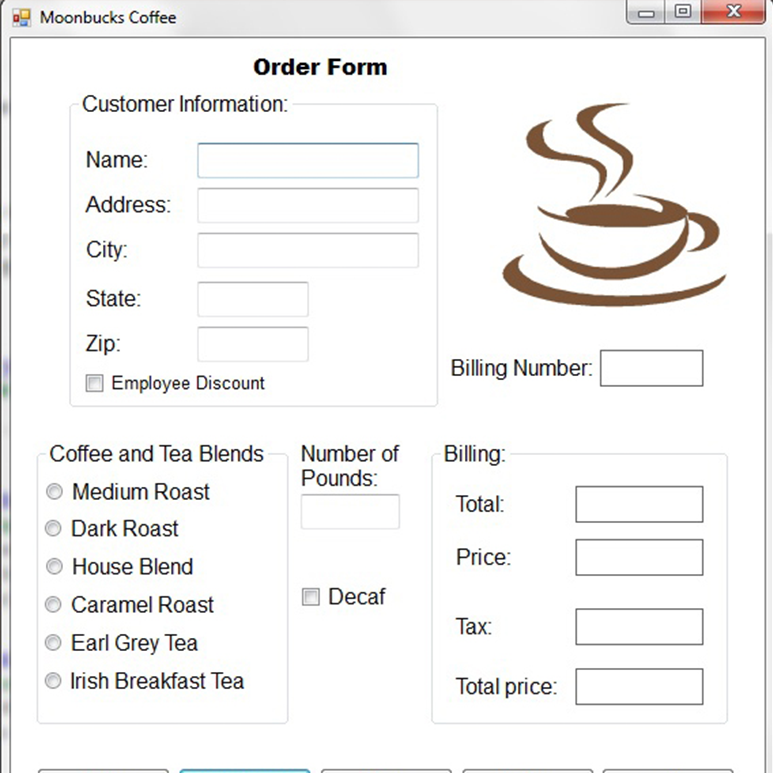 Moonbucks Coffee
Order Form
Customer Information:
Name:
Address:
City:
State:
Zip:
Employee Discount
Billing Number:
Coffee and Tea Blends
Medium Roast
Dark Roast
House Blend
Caramel Roast
Earl Grey Tea
Irish Breakfast Tea
Number of
Pounds:
Decaf
Billing:
Total:
Price:
Tax:
Total price: